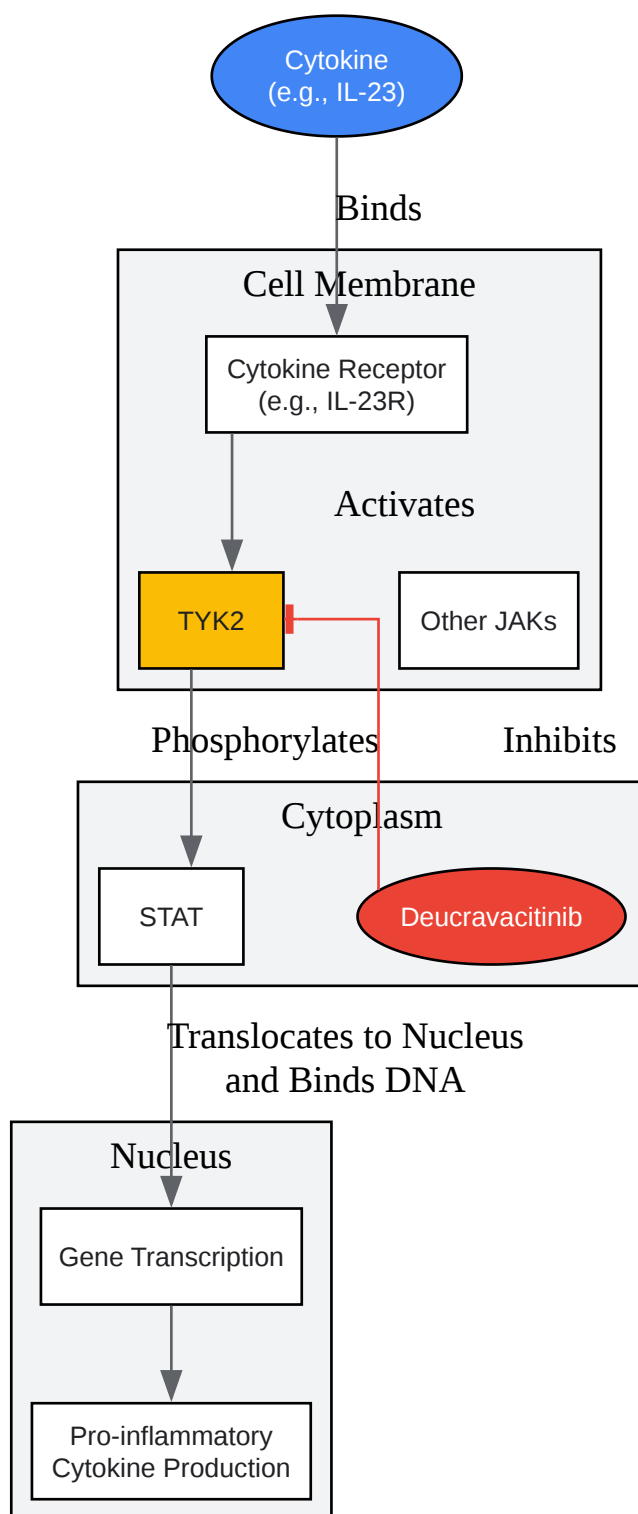 Cytokine
(e.g., IL-23)
Binds
Cell Membrane
Cytokine Receptor
(e.g., IL-23R)
Activates
TYK2
Other JAKs
Phosphorylates
Inhibits
Cytoplasm
STAT
Deucravacitinib
Translocates to Nucleus
and Binds DNA
Nucleus
Gene Transcription
Pro-inflammatory
Cytokine Production